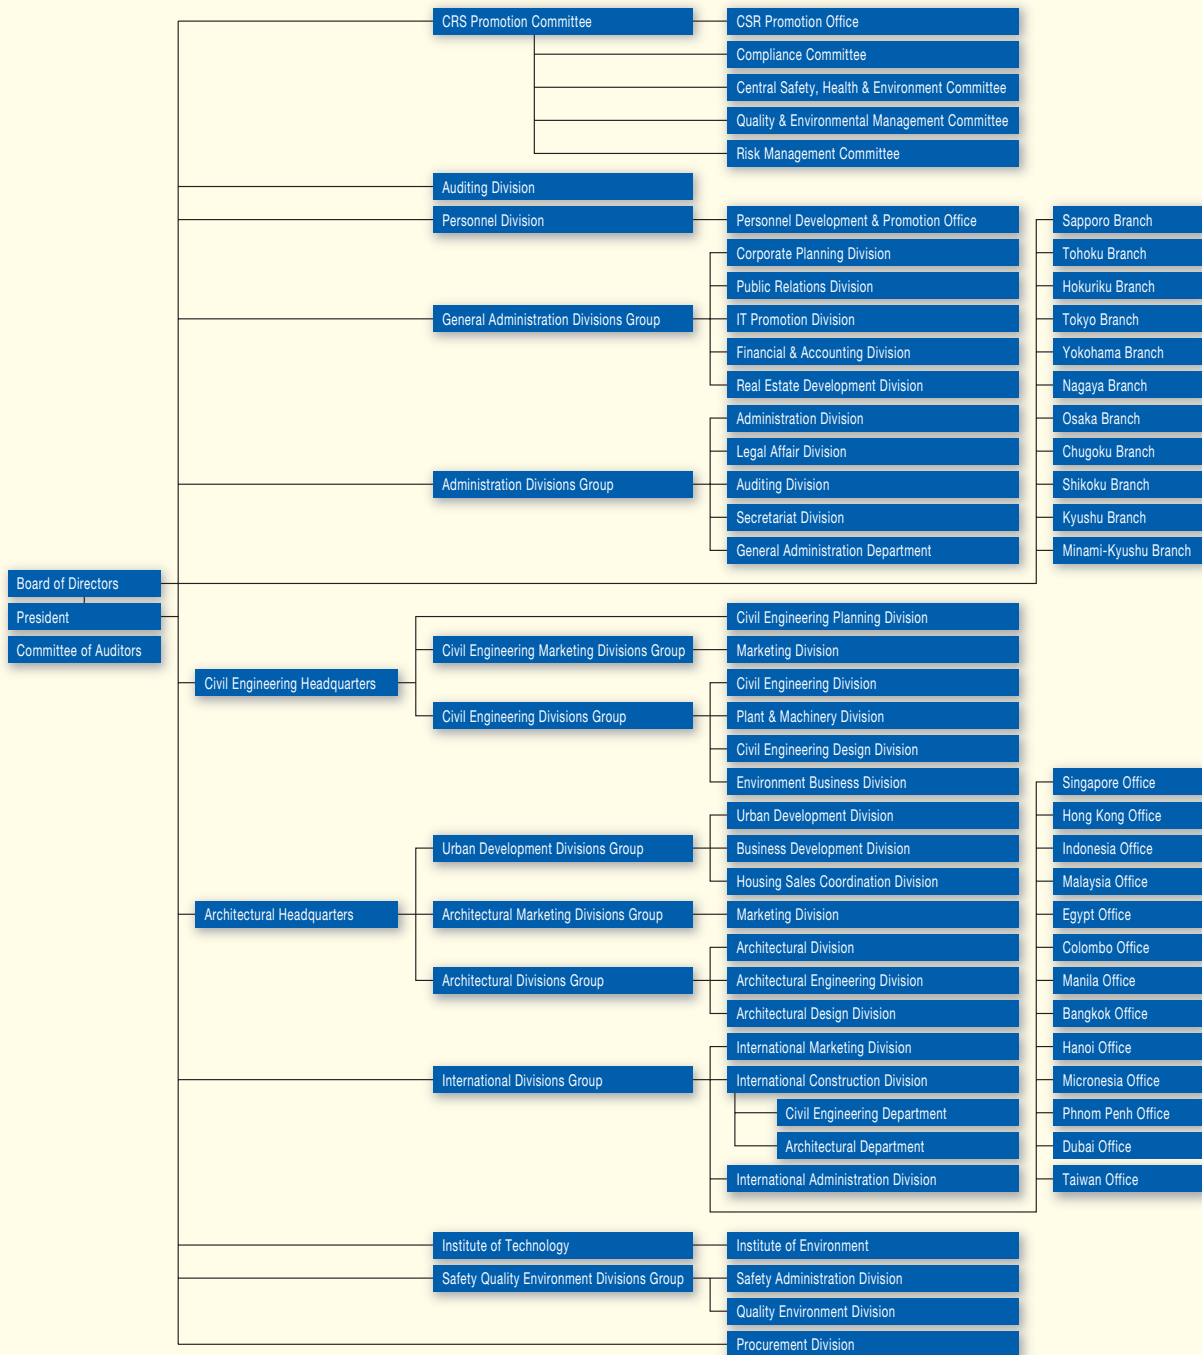 CRS Promotion Committee
CSR Promotion Office
Compliance Committee
Central Safety, Health & Environment Committee
Quality & Environmental Management Committee
Risk Management Committee
Auditing Division
Personnel Division
Personnel Development & Promotion Office
General Administration Divisions Group
Corporate Planning Division
Public Relations Division
IT Promotion Division
Financial & Accounting Division
Real Estate Development Division
Administration Divisions Group
Administration Division
Legal Affair Division
Auditing Division
Secretariat Division
General Administration Department
Sapporo Branch
Tohoku Branch
Hokuriku Branch
Tokyo Branch
Yokohama Branch
Nagaya Branch
Osaka Branch
Chugoku Branch
Shikoku Branch
Kyushu Branch
Minami-Kyushu Branch
Board of Directors
President
Committee of Auditors
Civil Engineering Headquarters
Civil Engineering Planning Division
Civil Engineering Marketing Divisions Group
Marketing Division
Civil Engineering Divisions Group
Civil Engineering Division
Plant & Machinery Division
Civil Engineering Design Division
Environment Business Division
Architectural Headquarters
Urban Development Divisions Group
Urban Development Division
Business Development Division
Housing Sales Coordination Division
Architectural Marketing Divisions Group
Marketing Division
Architectural Divisions Group
Architectural Division
Architectural Engineering Division
Architectural Design Division
International Divisions Group
International Marketing Division
International Construction Division
Civil Engineering Department
Architectural Department
International Administration Division
Singapore Office
Hong Kong Office
Indonesia Office
Malaysia Office
Egypt Office
Colombo Office
Manila Office
Bangkok Office
Hanoi Office
Micronesia Office
Phnom Penh Office
Dubai Office
Taiwan Office
Institute of Technology
Institute of Environment
Safety Quality Environment Divisions Group
Safety Administration Division
Quality Environment Division
Procurement Division